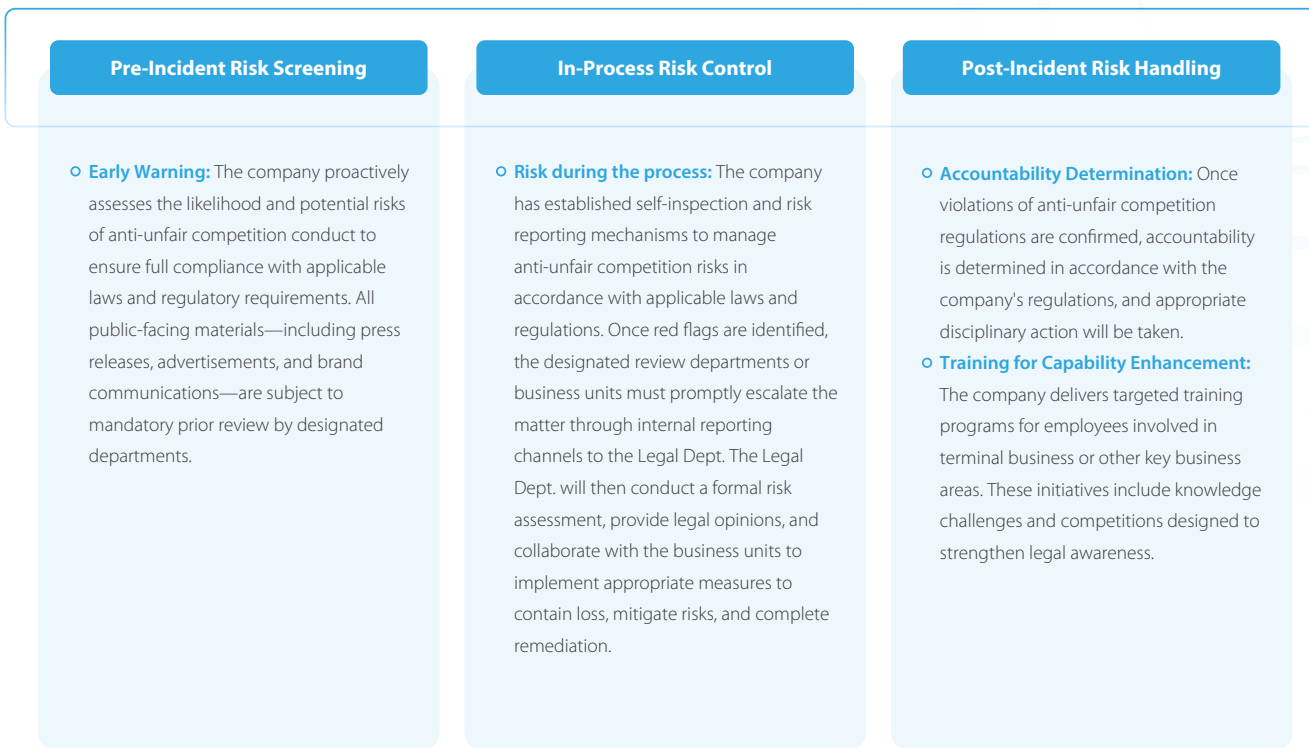 Pre-Incident Risk Screening
Early Warning: The company proactively
assesses the likelihood and potential risks
of anti-unfair competition conduct to
ensure full compliance with applicable
laws and regulatory requirements. All
public-facing materials—including press
releases, advertisements, and brand
communications—are subject to
mandatory prior review by designated
departments.
In-Process Risk Control
Risk during the process: The company
has established self-inspection and risk
reporting mechanisms to manage
anti-unfair competition risks in
accordance with applicable laws and
regulations. Once red flags are identified,
the designated review departments or
business units must promptly escalate the
matter through internal reporting
channels to the Legal Dept. The Legal
Dept. will then conduct a formal risk
assessment, provide legal opinions, and
collaborate with the business units to
implement appropriate measures to
contain loss, mitigate risks, and complete
remediation.
Post-Incident Risk Handling
Accountability Determination: Once
violations of anti-unfair competition
regulations are confirmed, accountability
is determined in accordance with the
company's regulations, and appropriate
disciplinary action will be taken.
Training for Capability Enhancement:
The company delivers targeted training
programs for employees involved in
terminal business or other key business
areas. These initiatives include knowledge
challenges and competitions designed to
strengthen legal awareness.